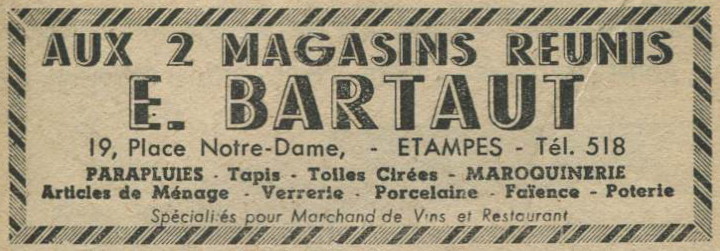 AUX 2 MAGASINS REUNIS
E. BARTAUT
19, Place Notre-Dame, - ETAMPES - Tél. 518
PARAPLUIES - Tapis - Toiles Cirées - MAROQUINERIE
Articles de Ménage - Verrerie - Porcelaine - Faïence - Poterie
Spécialités pour Marchand de Vins et Restaurant